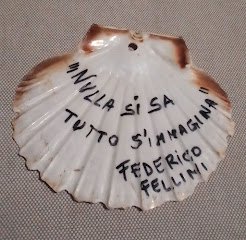 "NULLA SI SA
TUTTO S'IMMAGINA"
FEDERICO
FELLINI